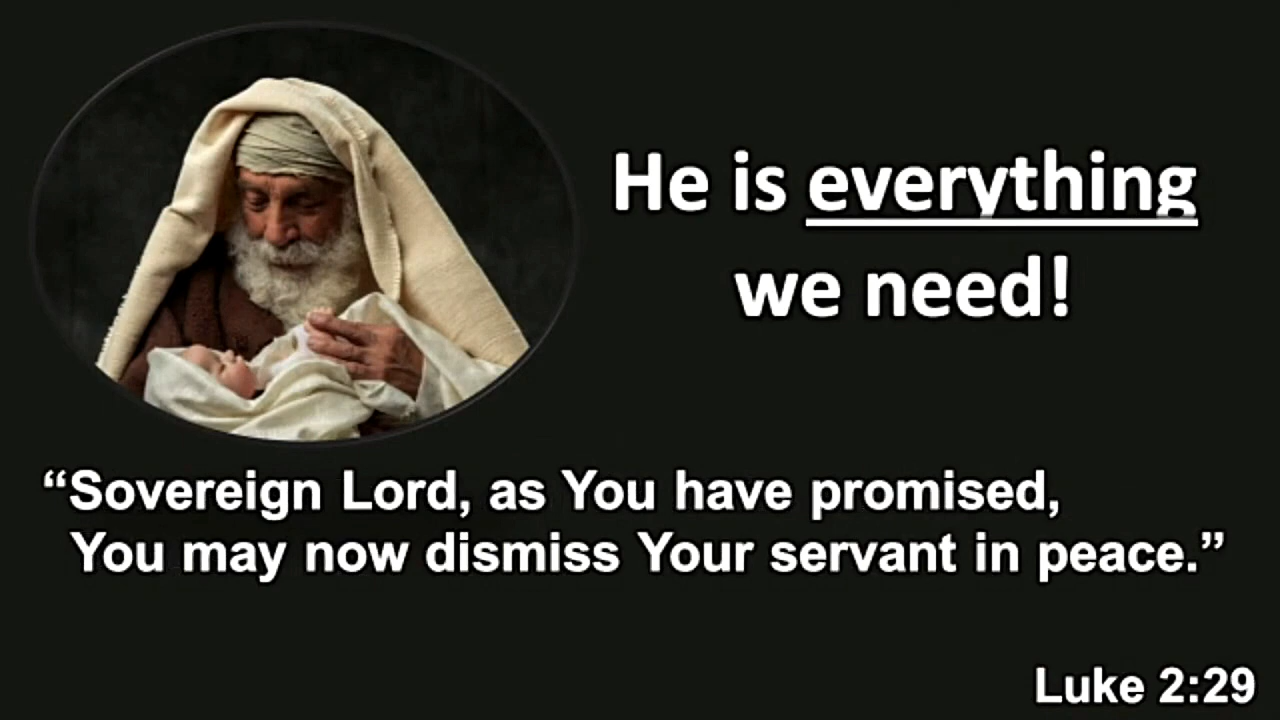 He is everything
we need!
“Sovereign Lord, as You have promised,
You may now dismiss Your servant in peace.”
Luke 2:29